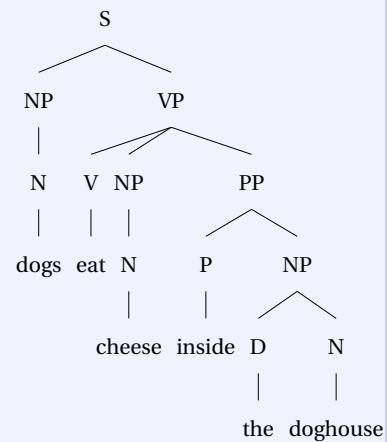 S
NP VP
N V NP PP
dogs eat N P NP
cheese inside D N
the doghouse